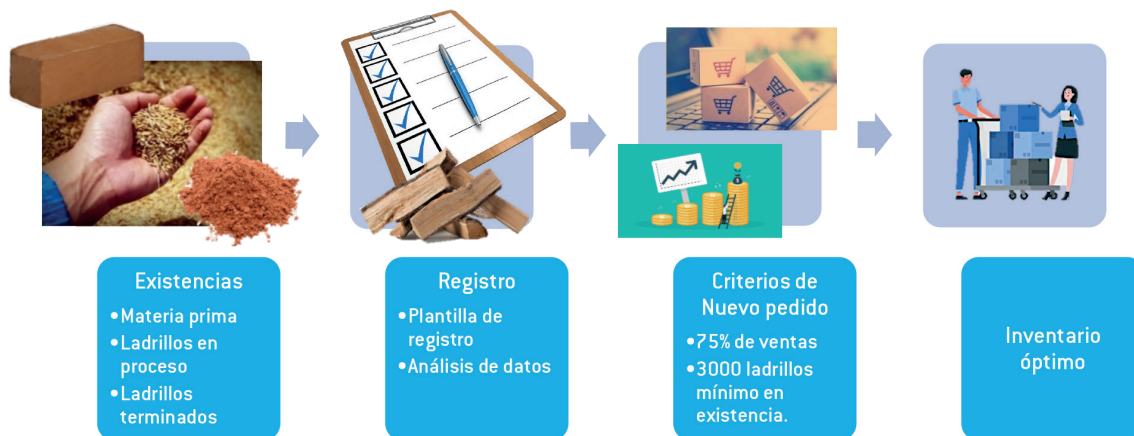 Existencias
•Materia prima
•Ladrillos en
proceso
•Ladrillos
terminados
Registro
•Plantilla de
registro
•Análisis de datos
Criterios de
Nuevo pedido
•75% de ventas
•3000 ladrillos
mínimo en
existencia.
Inventario
óptimo